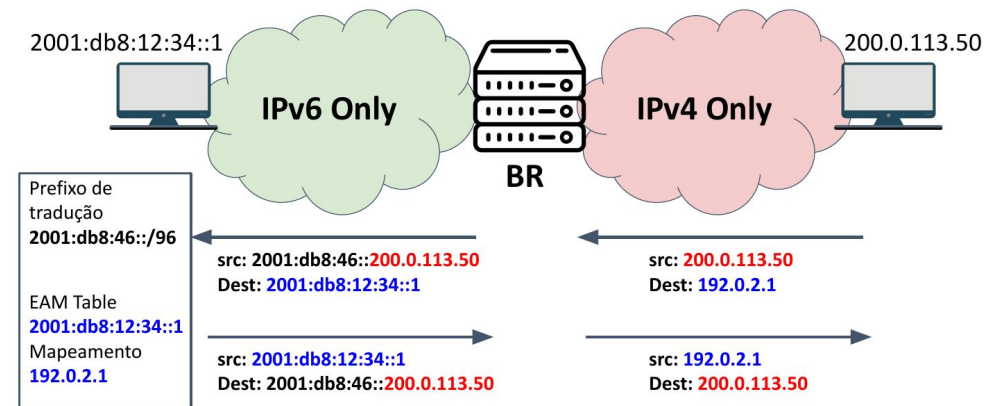 2001:db8:12:34::1
200.0.113.50
IPv6 Only
IPv4 Only
BR
Prefixo de
tradução
2001:db8:46::/96
EAM Table
2001:db8:12:34::1
Mapeamento
192.0.2.1
src: 2001:db8:46::200.0.113.50
Dest: 2001:db8:12:34::1
src: 200.0.113.50
Dest: 192.0.2.1
src: 2001:db8:12:34::1
Dest: 2001:db8:46::200.0.113.50
src: 192.0.2.1
Dest: 200.0.113.50